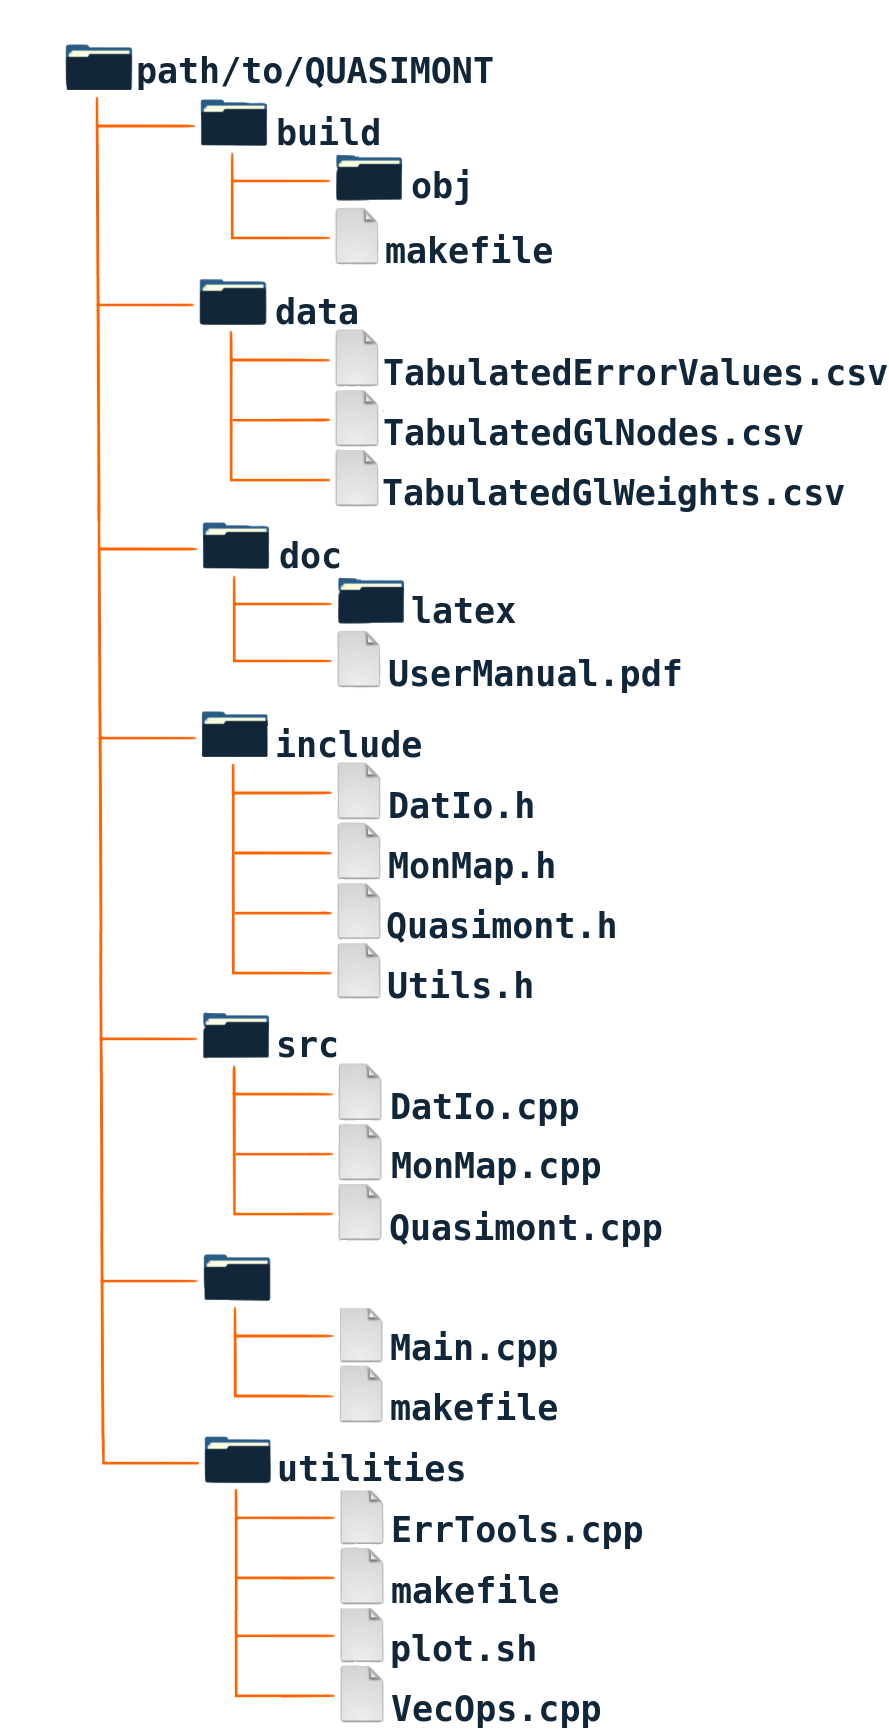 path/to/QUASIMONT
build
obj
makefile
data
TabulatedErrorValues.csv
TabulatedGlNodes.csv
TabulatedGlWeights.csv
doc
latex
UserManual.pdf
include
DatIo.h
MonMap.h
Quasimont.h
Utils.h
src
DatIo.cpp
MonMap.cpp
Quasimont.cpp
Main.cpp
makefile
utilities
ErrTools.cpp
makefile
plot.sh
VecOps.cpp